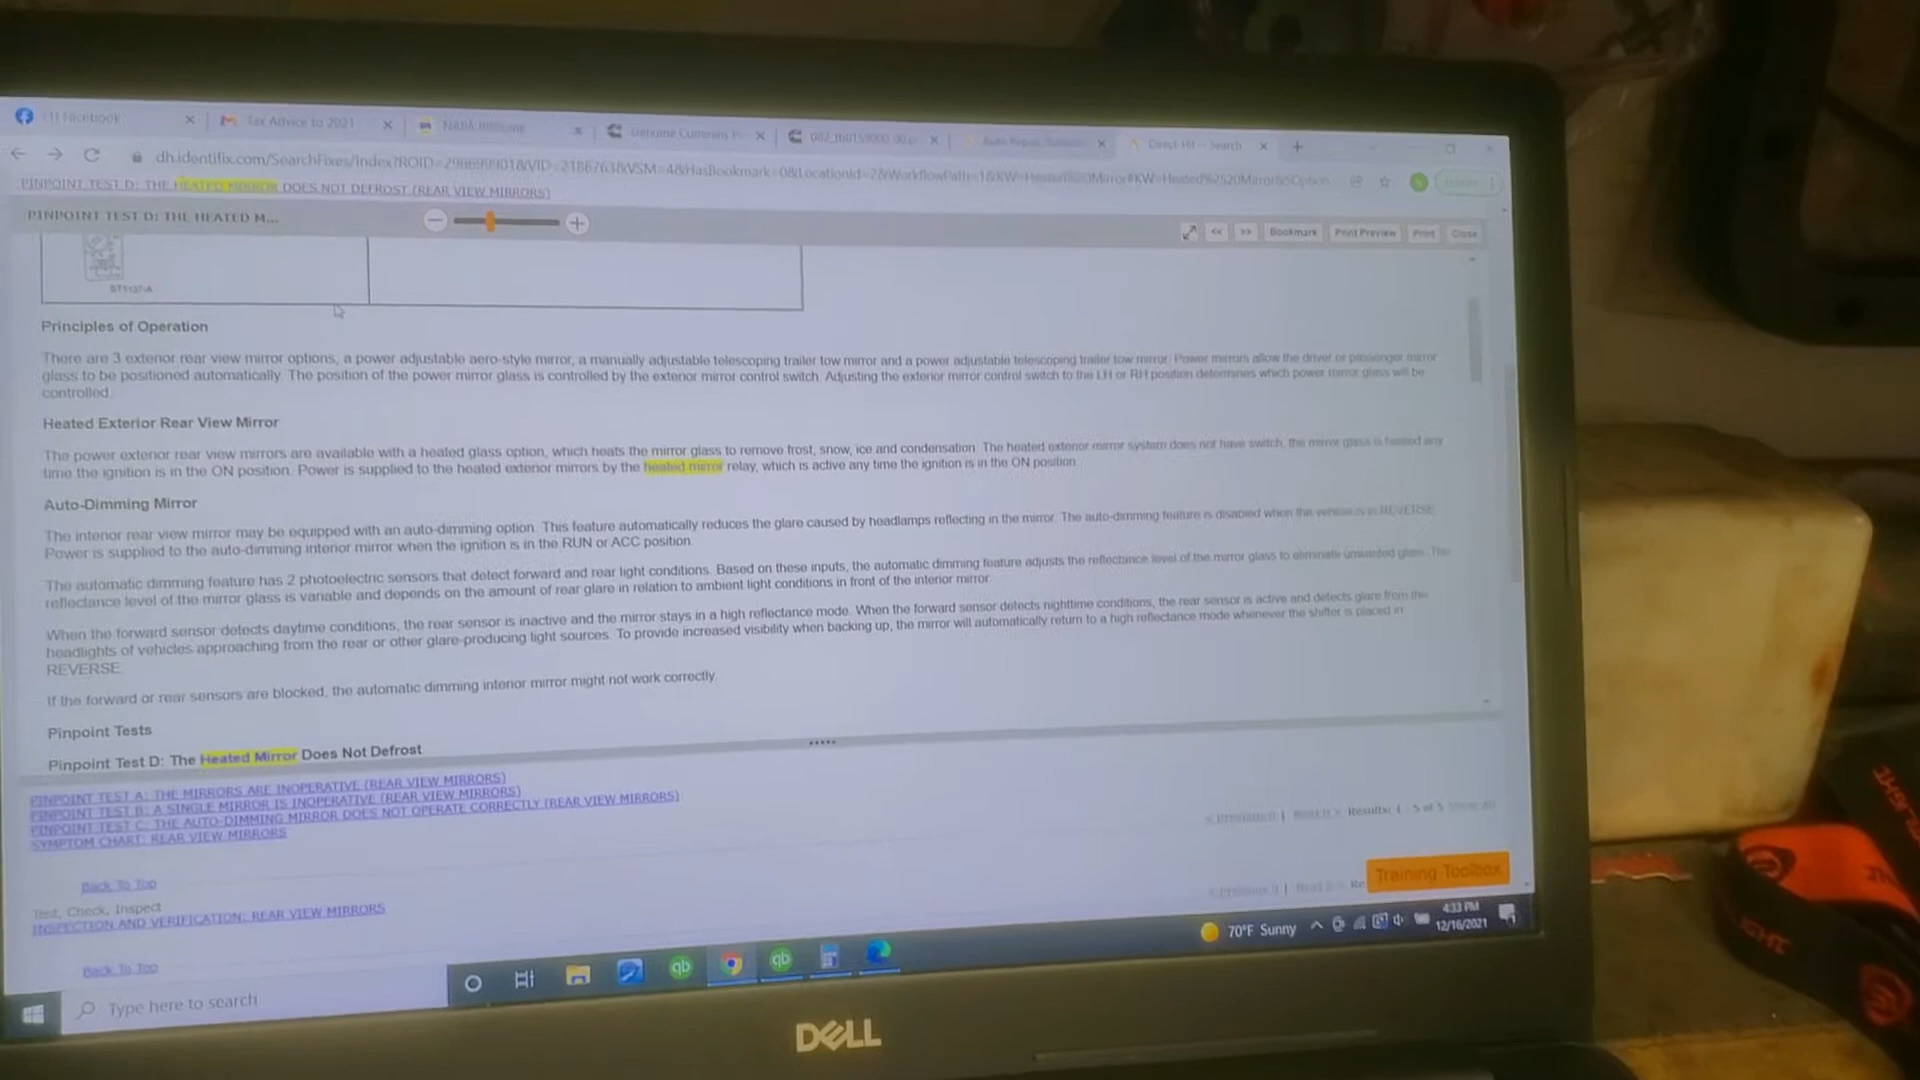 Facebook
Tax Advice to 2021
Genuine Cummins P
Direct-Hit -- Search
dh.identifix.com/SearchFixes/Index?
PINPOINT TEST D: THE HEATED MIRROR DOES NOT DEFROST (REAR VIEW MIRRORS)
PINPOINT TEST D: THE HEATED M...
Bookmark
Print Preview
Print
Close
DT1137-A
Principles of Operation
There are 3 exterior rear view mirror options, a power adjustable aero-style mirror, a manually adjustable telescoping trailer tow mirror and a power adjustable telescoping trailer tow mirror. Power mirrors allow the driver or passenger mirror
glass to be positioned automatically. The position of the power mirror glass is controlled by the exterior mirror control switch. Adjusting the exterior mirror control switch to the LH or RH position determines which power mirror glass will be
controlled.
Heated Exterior Rear View Mirror
The power exterior rear view mirrors are available with a heated glass option, which heats the mirror glass to remove frost, snow, ice and condensation. The heated exterior mirror system does not have switch, the mirror glass is heated any
time the ignition is in the ON position. Power is supplied to the heated exterior mirrors by the heated mirror relay, which is active any time the ignition is in the ON position.
Auto-Dimming Mirror
The interior rear view mirror may be equipped with an auto-dimming option. This feature automatically reduces the glare caused by headlamps reflecting in the mirror. The auto-dimming feature is disabled when the vehicle is in REVERSE.
Power is supplied to the auto-dimming interior mirror when the ignition is in the RUN or ACC position.
The automatic dimming feature has 2 photoelectric sensors that detect forward and rear light conditions. Based on these inputs, the automatic dimming feature adjusts the reflectance level of the mirror glass to eliminate unwanted glare. The
reflectance level of the mirror glass is variable and depends on the amount of rear glare in relation to ambient light conditions in front of the interior mirror.
When the forward sensor detects daytime conditions, the rear sensor is inactive and the mirror stays in a high reflectance mode. When the forward sensor detects nighttime conditions, the rear sensor is active and detects glare from the
headlights of vehicles approaching from the rear or other glare-producing light sources. To provide increased visibility when backing up, the mirror will automatically return to a high reflectance mode whenever the shifter is placed in
REVERSE.
If the forward or rear sensors are blocked, the automatic dimming interior mirror might not work correctly.
Pinpoint Tests
Pinpoint Test D: The Heated Mirror Does Not Defrost
PINPOINT TEST A: THE MIRRORS ARE INOPERATIVE (REAR VIEW MIRRORS)
PINPOINT TEST B: A SINGLE MIRROR IS INOPERATIVE (REAR VIEW MIRRORS)
PINPOINT TEST C: THE AUTO-DIMMING MIRROR DOES NOT OPERATE CORRECTLY (REAR VIEW MIRRORS)
SYMPTOM CHART: REAR VIEW MIRRORS
Results: 1 - 5 of 5 Show All
Back To Top
Training Toolbox
Test, Check, Inspect
INSPECTION AND VERIFICATION: REAR VIEW MIRRORS
Back To Top
70°F Sunny
4:33 PM
12/16/2021
Type here to search
qb
qb
DELL